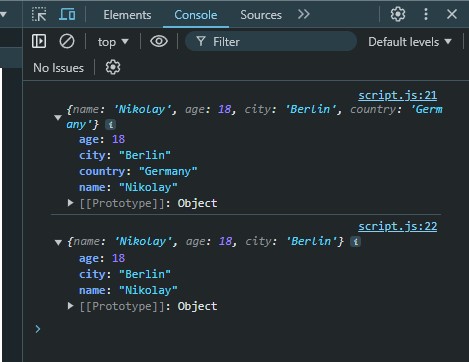 Elements Console Sources
top Filter Default levels
No Issues
script.js:21
{name: 'Nikolay', age: 18, city: 'Berlin', country: 'Germ
any'} i
age: 18
city: "Berlin"
country: "Germany"
name: "Nikolay"
[[Prototype]]: Object
script.js:22
{name: 'Nikolay', age: 18, city: 'Berlin'} i
age: 18
city: "Berlin"
name: "Nikolay"
[[Prototype]]: Object